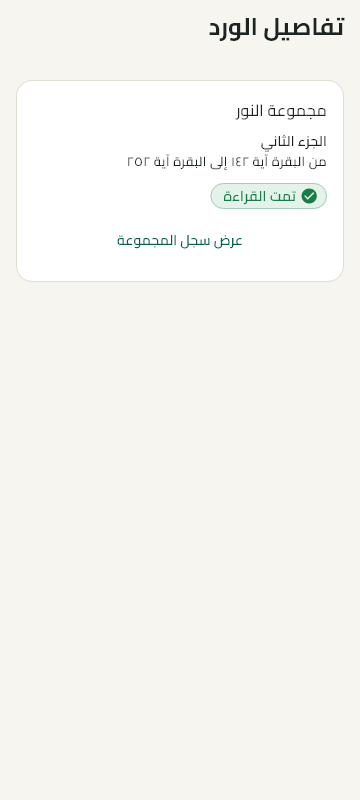 تفاصيل الورد
مجموعة النور
الجزء الثاني
من البقرة آية ١٤٢ إلى البقرة آية ٢٥٢
تمت القراءة
عرض سجل المجموعة